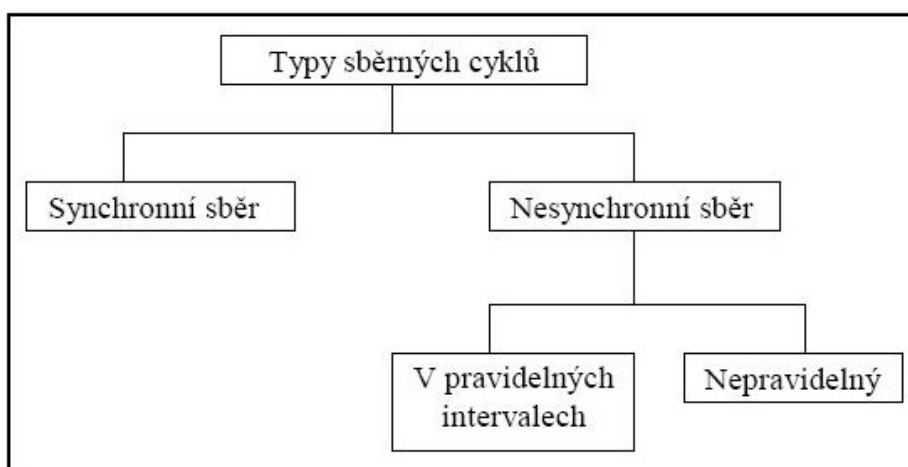 Typy sběrných cyklů
Synchronní sběr
Nesynchronní sběr
V pravidelných
intervalech
Nepravidelný